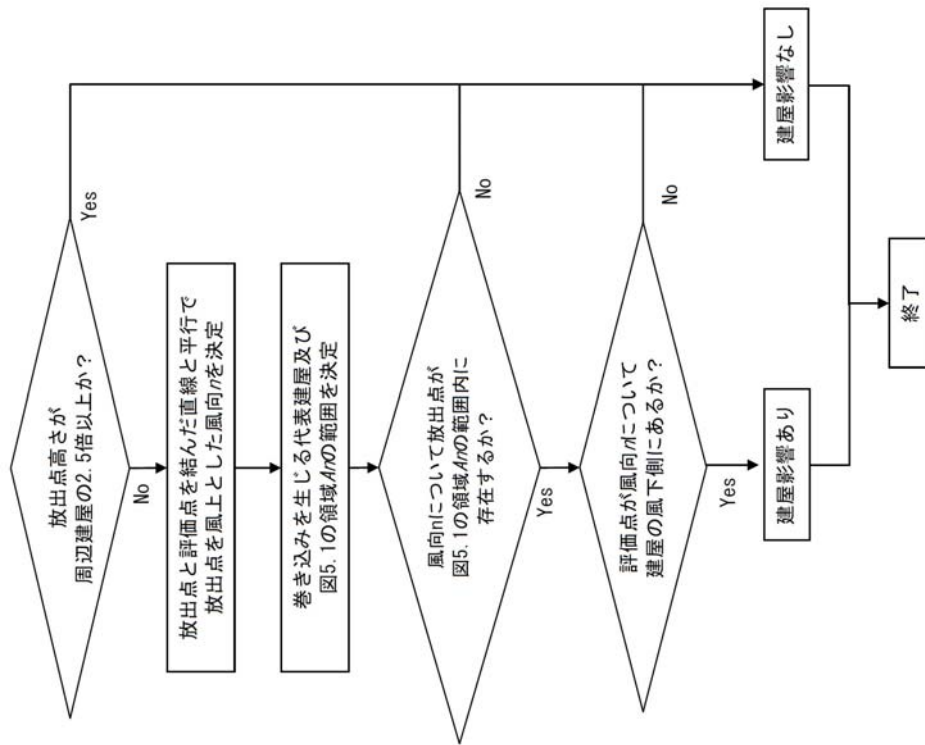 放出点高さが
周辺建屋の2.5倍以上か？
Yes
No
放出点と評価点を結んだ直線と平行で
放出点を風上とした風向nを決定
巻き込みを生じる代表建屋及び
図5.1の領域Anの範囲を決定
風向nについて放出点が
図5.1の領域Anの範囲内に
存在するか？
No
Yes
評価点が風向nについて
建屋の風下側にあるか？
No
Yes
建屋影響あり
建屋影響なし
終了